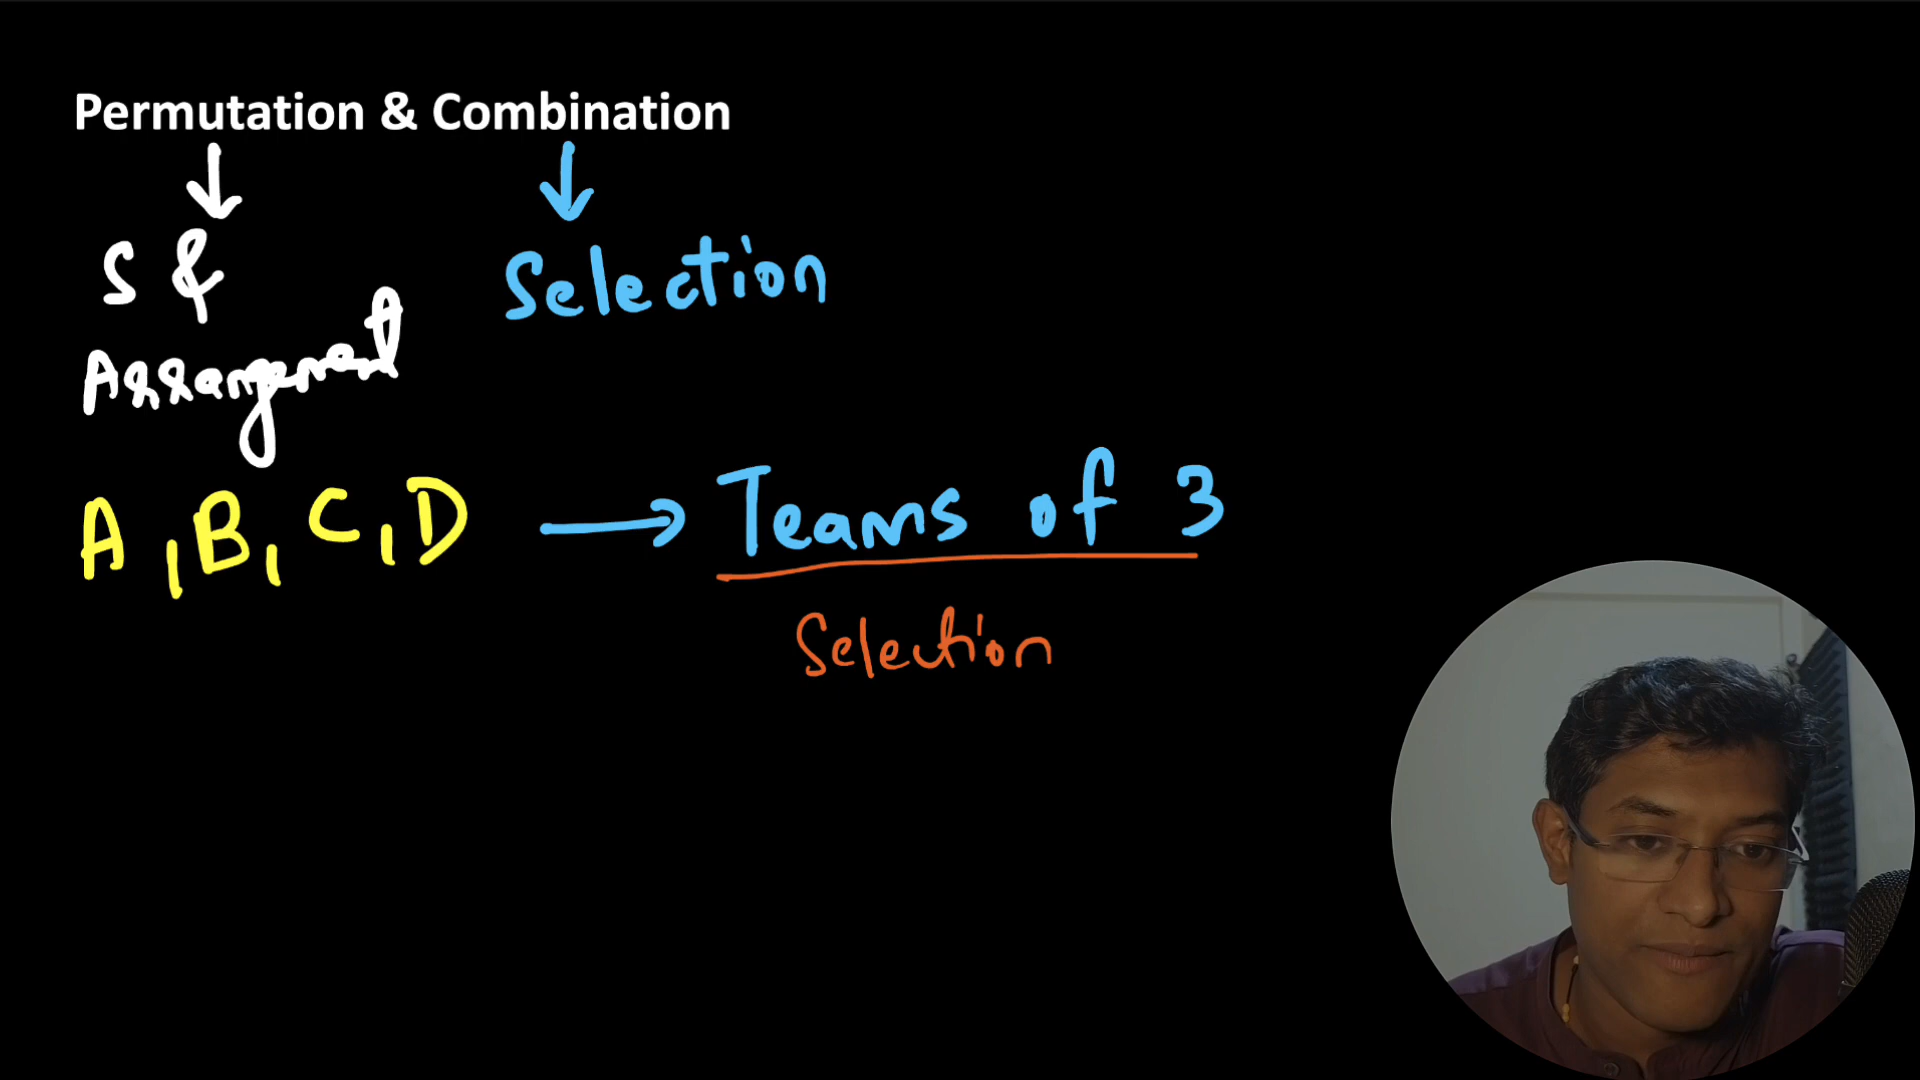 Permutation & Combination
S &
Arrangement
Selection
A, B, C, D → Teams of 3
Selection